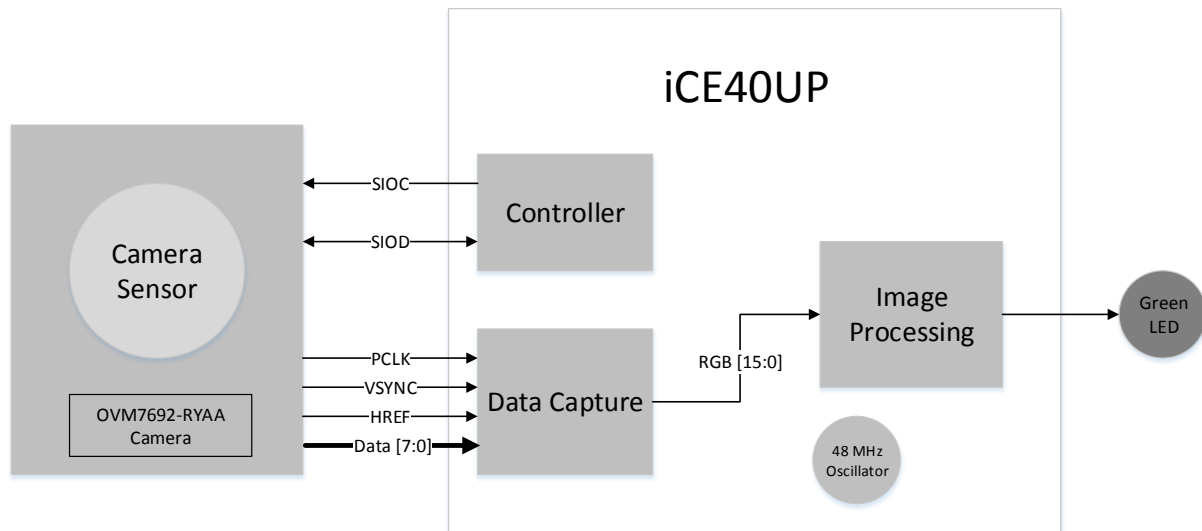 iCE40UP
SIOC
Controller
SIOD
Camera
Sensor
Image
Processing
Green
LED
PCLK
VSYNC
HREF
Data [7:0]
Data Capture
RGB [15:0]
OVM7692-RYAA
Camera
48 MHz
Oscillator